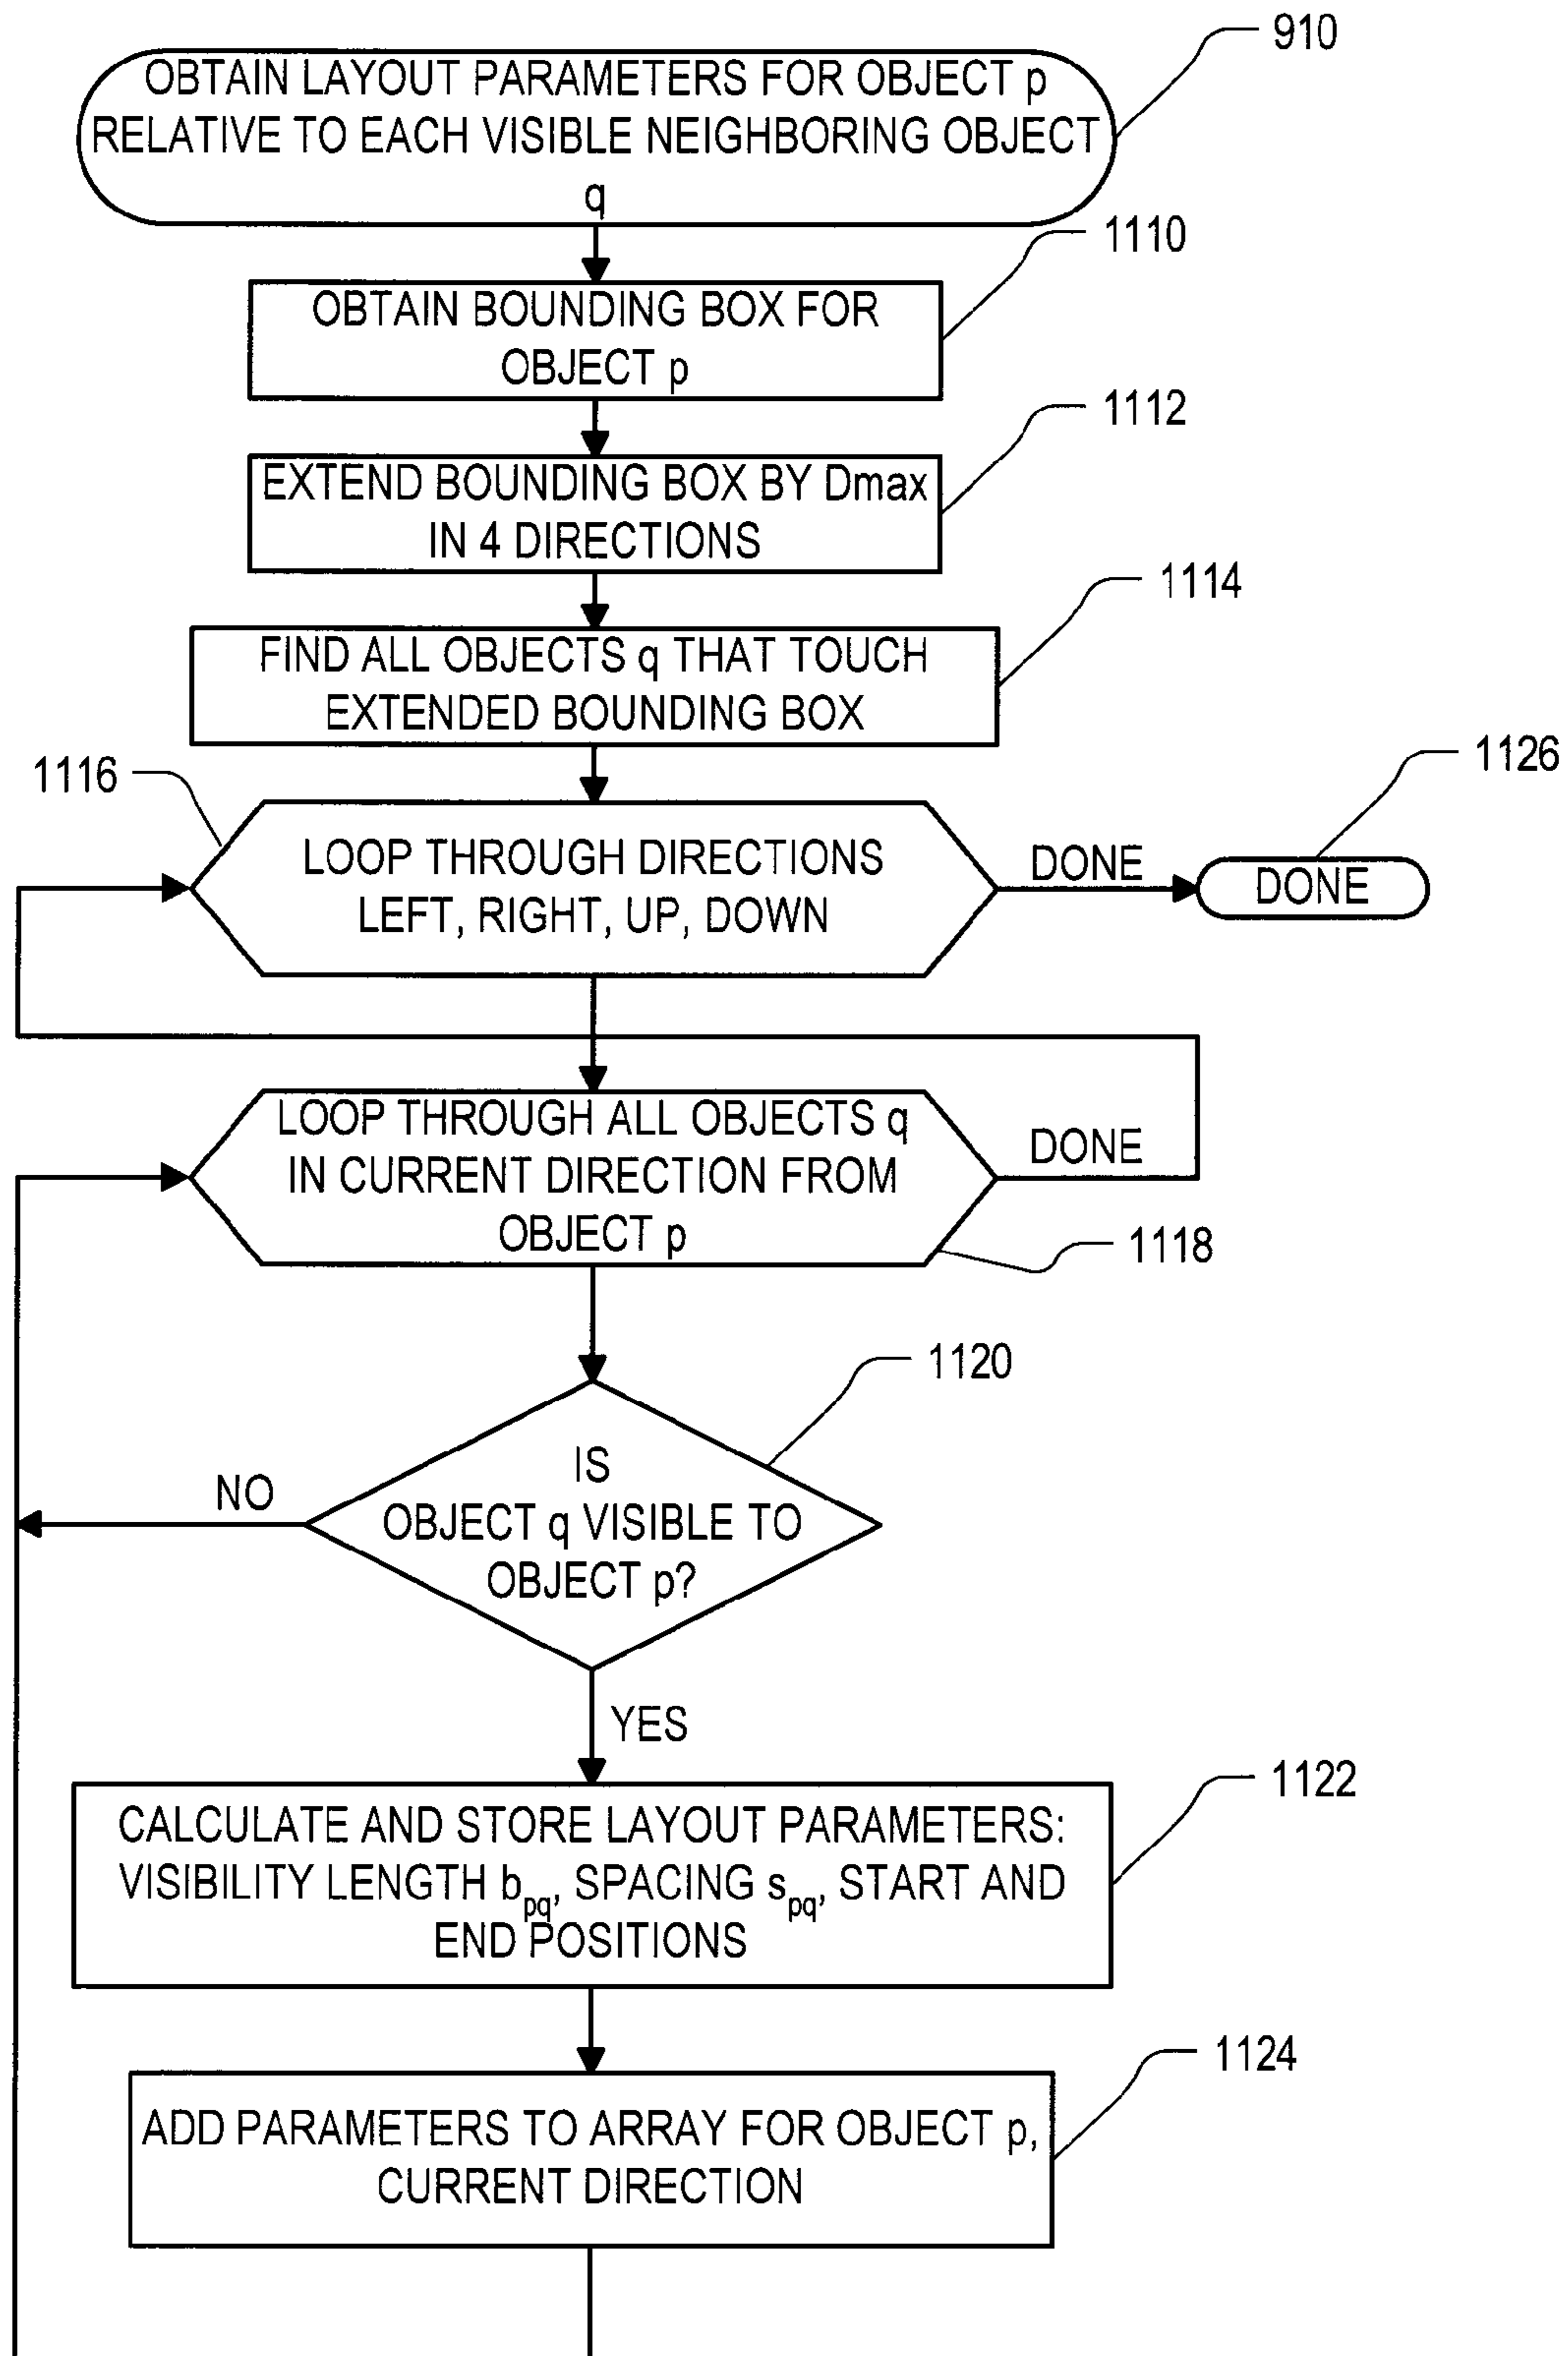 910
OBTAIN LAYOUT PARAMETERS FOR OBJECT p
RELATIVE TO EACH VISIBLE NEIGHBORING OBJECT
q
1110
OBTAIN BOUNDING BOX FOR
OBJECT p
1112
EXTEND BOUNDING BOX BY Dmax
IN 4 DIRECTIONS
1114
FIND ALL OBJECTS q THAT TOUCH
EXTENDED BOUNDING BOX
1116
1126
LOOP THROUGH DIRECTIONS
LEFT, RIGHT, UP, DOWN
DONE
DONE
LOOP THROUGH ALL OBJECTS q
IN CURRENT DIRECTION FROM
OBJECT p
DONE
1118
1120
IS
OBJECT q VISIBLE TO
OBJECT p?
NO
YES
1122
CALCULATE AND STORE LAYOUT PARAMETERS:
VISIBILITY LENGTH bpq, SPACING spq, START AND
END POSITIONS
1124
ADD PARAMETERS TO ARRAY FOR OBJECT p,
CURRENT DIRECTION